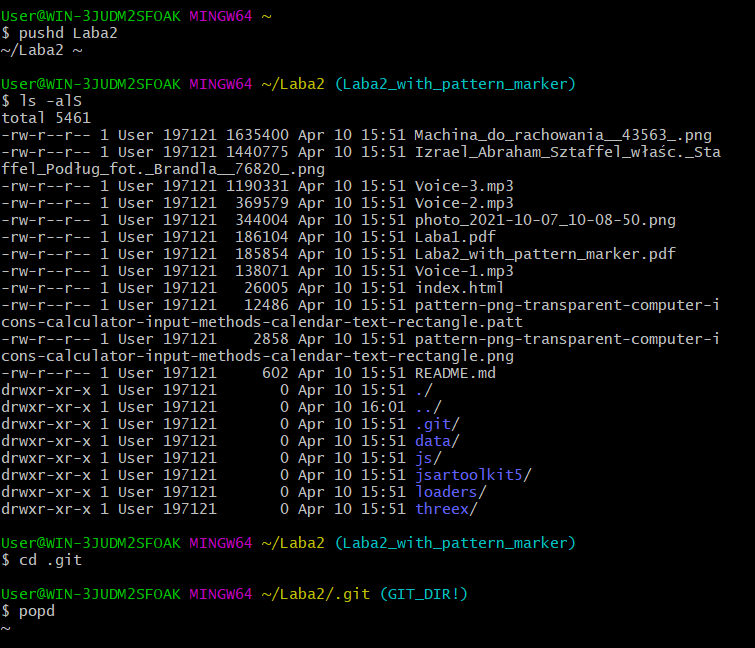 User@WIN-3JUDM2SFOAK MINGW64 ~
$ pushd Laba2
~/Laba2 ~
User@WIN-3JUDM2SFOAK MINGW64 ~/Laba2 (Laba2_with_pattern_marker)
$ ls -alS
total 5461
-rw-r--r-- 1 User 197121 1635400 Apr 10 15:51 Machina_do_rachowania__43563_.png
-rw-r--r-- 1 User 197121 1440775 Apr 10 15:51 Izrael_Abraham_Sztaffel_właśc._Sta
ffel_Podług_fot._Brandla__76820_.png
-rw-r--r-- 1 User 197121 1190331 Apr 10 15:51 Voice-3.mp3
-rw-r--r-- 1 User 197121  369579 Apr 10 15:51 Voice-2.mp3
-rw-r--r-- 1 User 197121  344004 Apr 10 15:51 photo_2021-10-07_10-08-50.png
-rw-r--r-- 1 User 197121  186104 Apr 10 15:51 Laba1.pdf
-rw-r--r-- 1 User 197121  185854 Apr 10 15:51 Laba2_with_pattern_marker.pdf
-rw-r--r-- 1 User 197121  138071 Apr 10 15:51 Voice-1.mp3
-rw-r--r-- 1 User 197121   26005 Apr 10 15:51 index.html
-rw-r--r-- 1 User 197121   12486 Apr 10 15:51 pattern-png-transparent-computer-i
cons-calculator-input-methods-calendar-text-rectangle.patt
-rw-r--r-- 1 User 197121    2858 Apr 10 15:51 pattern-png-transparent-computer-i
cons-calculator-input-methods-calendar-text-rectangle.png
-rw-r--r-- 1 User 197121     602 Apr 10 15:51 README.md
drwxr-xr-x 1 User 197121       0 Apr 10 15:51 ./
drwxr-xr-x 1 User 197121       0 Apr 10 16:01 ../
drwxr-xr-x 1 User 197121       0 Apr 10 15:51 .git/
drwxr-xr-x 1 User 197121       0 Apr 10 15:51 data/
drwxr-xr-x 1 User 197121       0 Apr 10 15:51 js/
drwxr-xr-x 1 User 197121       0 Apr 10 15:51 jsartoolkit5/
drwxr-xr-x 1 User 197121       0 Apr 10 15:51 loaders/
drwxr-xr-x 1 User 197121       0 Apr 10 15:51 threex/
User@WIN-3JUDM2SFOAK MINGW64 ~/Laba2 (Laba2_with_pattern_marker)
$ cd .git
User@WIN-3JUDM2SFOAK MINGW64 ~/Laba2/.git (GIT_DIR!)
$ popd
~